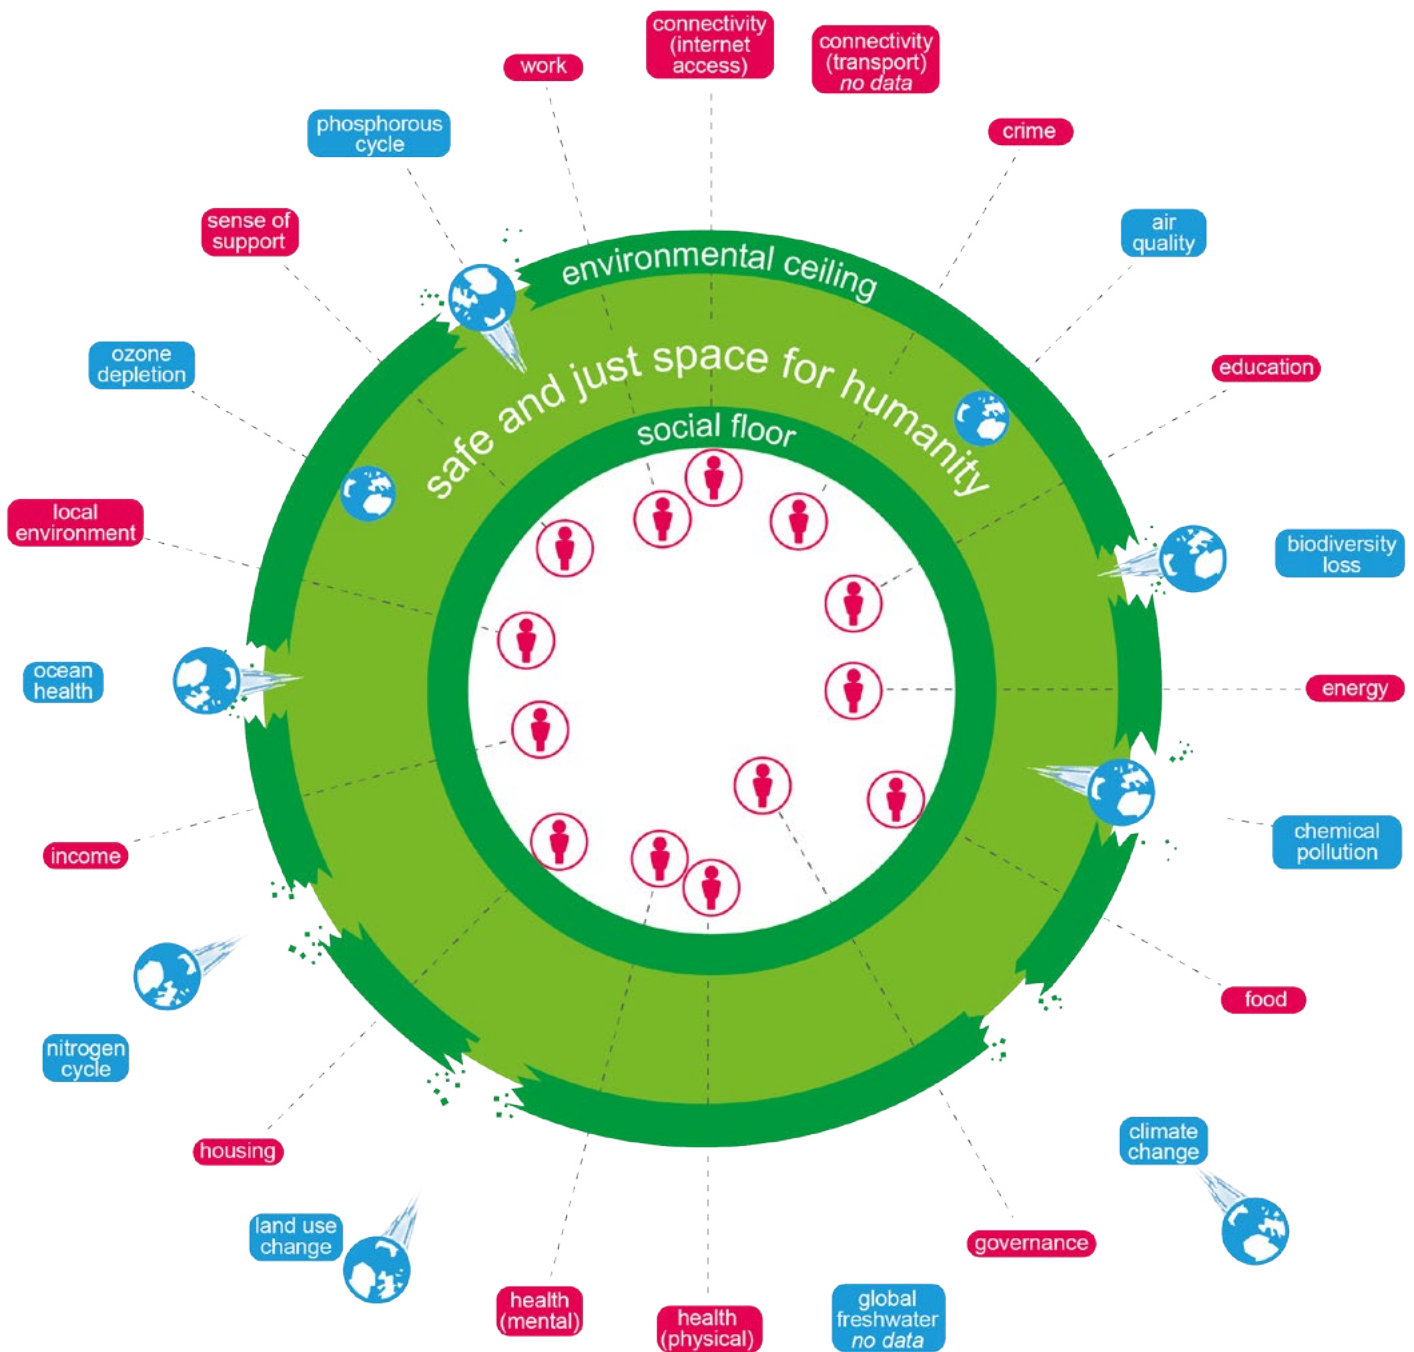 connectivity
(internet
access)
connectivity
(transport)
no data
work
phosphorous
cycle
crime
sense of
support
air
quality
environmental ceiling
safe and just space for humanity
social floor
ozone
depletion
education
local
environment
biodiversity
loss
ocean
health
energy
income
chemical
pollution
food
nitrogen
cycle
housing
climate
change
land use
change
governance
health
(mental)
health
(physical)
global
freshwater
no data